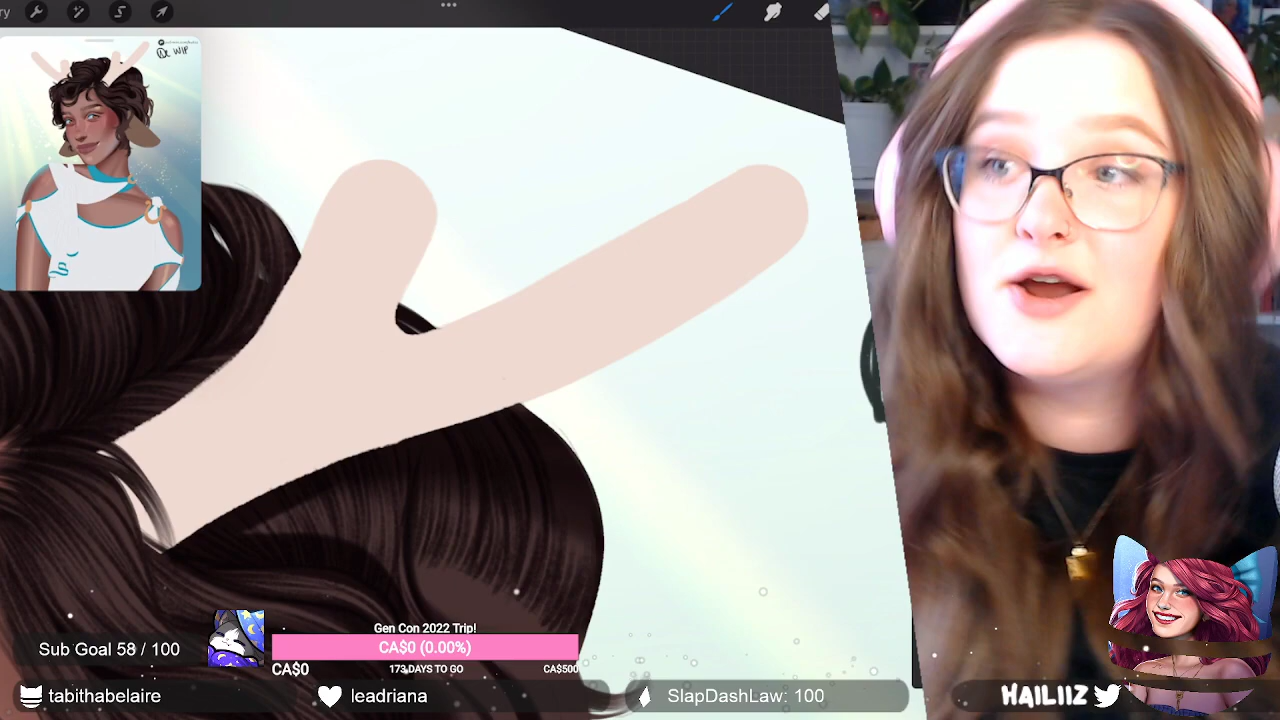 ry
WIP
Sub Goal 58 / 100
Gen Con 2022 Trip!
CA$0 (0.00%)
CA$0
173 DAYS TO GO
CA$500
tabithabelaire
leadriana
SlapDashLaw: 100
HAILIIZ